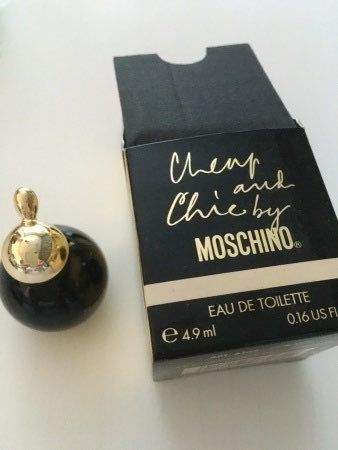 Cheap
and
Chic by
MOSCHINO®
EAU DE TOILETTE
℮ 4.9 ml 0.16 US FL